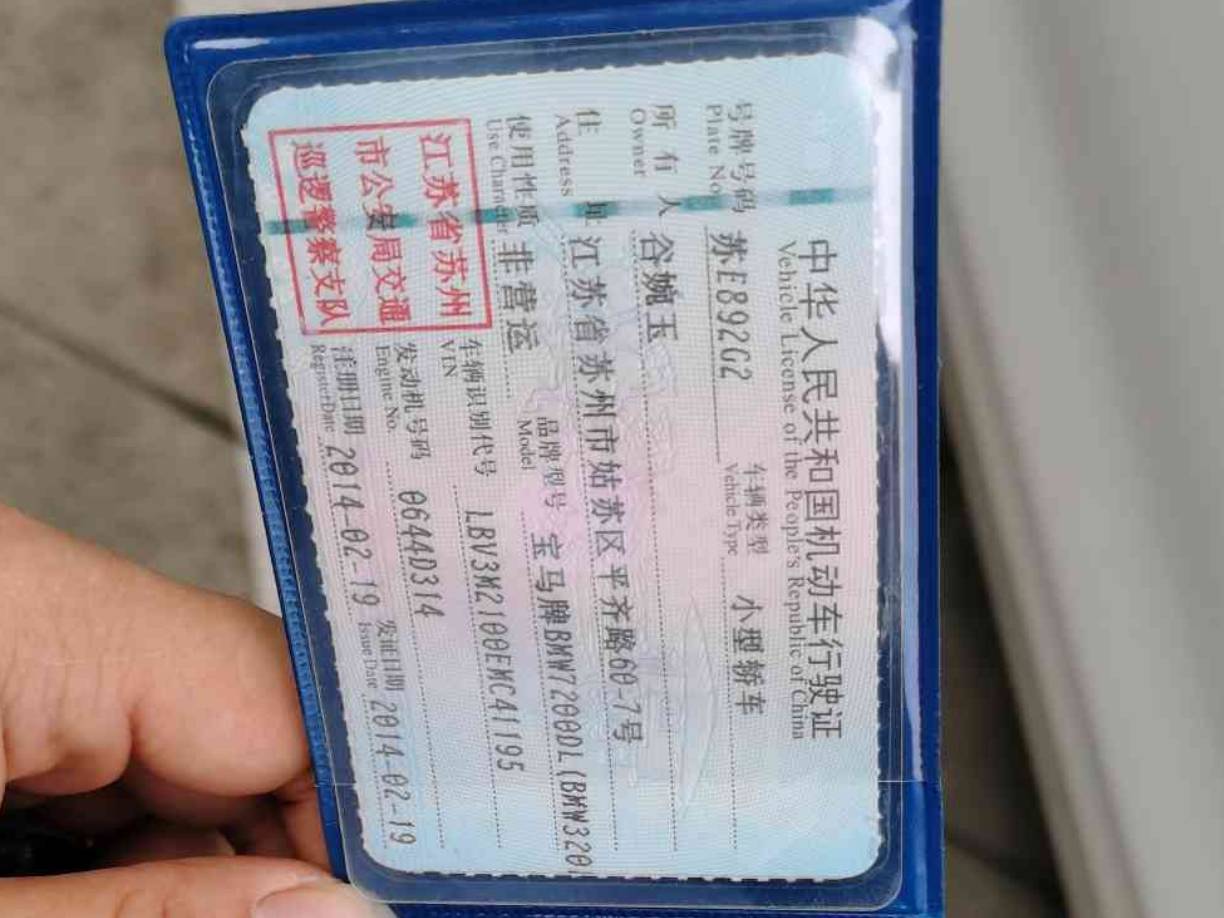 中华人民共和国机动车行驶证
Vehicle License of the People's Republic of China
号牌号码 苏E892G2 车辆类型 小型轿车
Plate No. Vehicle Type
所有人 谷婉玉
Owner
住址 江苏省苏州市姑苏区平齐路60-7号
Address
使用性质 非营运 品牌型号 宝马牌BMW7200DL(BMW320
Use Character Model
江苏省苏州
市公安局交通
巡逻警察支队
车辆识别代号 LBV3M2100EMC41195
VIN
发动机号码 0644D314
Engine No.
注册日期 2014-02-19 发证日期 2014-02-19
Register Date Issue Date